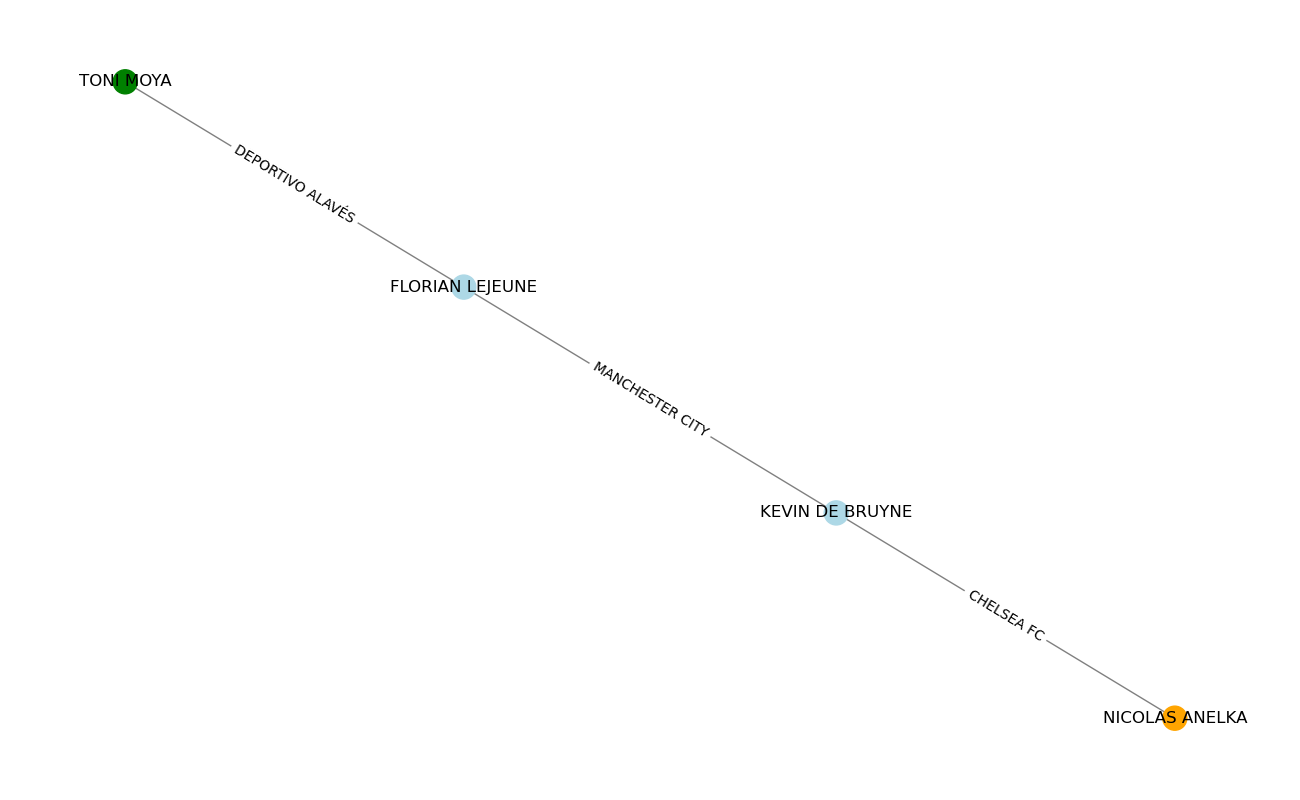 TONI MOYA
DEPORTIVO ALAVÉS
FLORIAN LEJEUNE
MANCHESTER CITY
KEVIN DE BRUYNE
CHELSEA FC
NICOLAS ANELKA